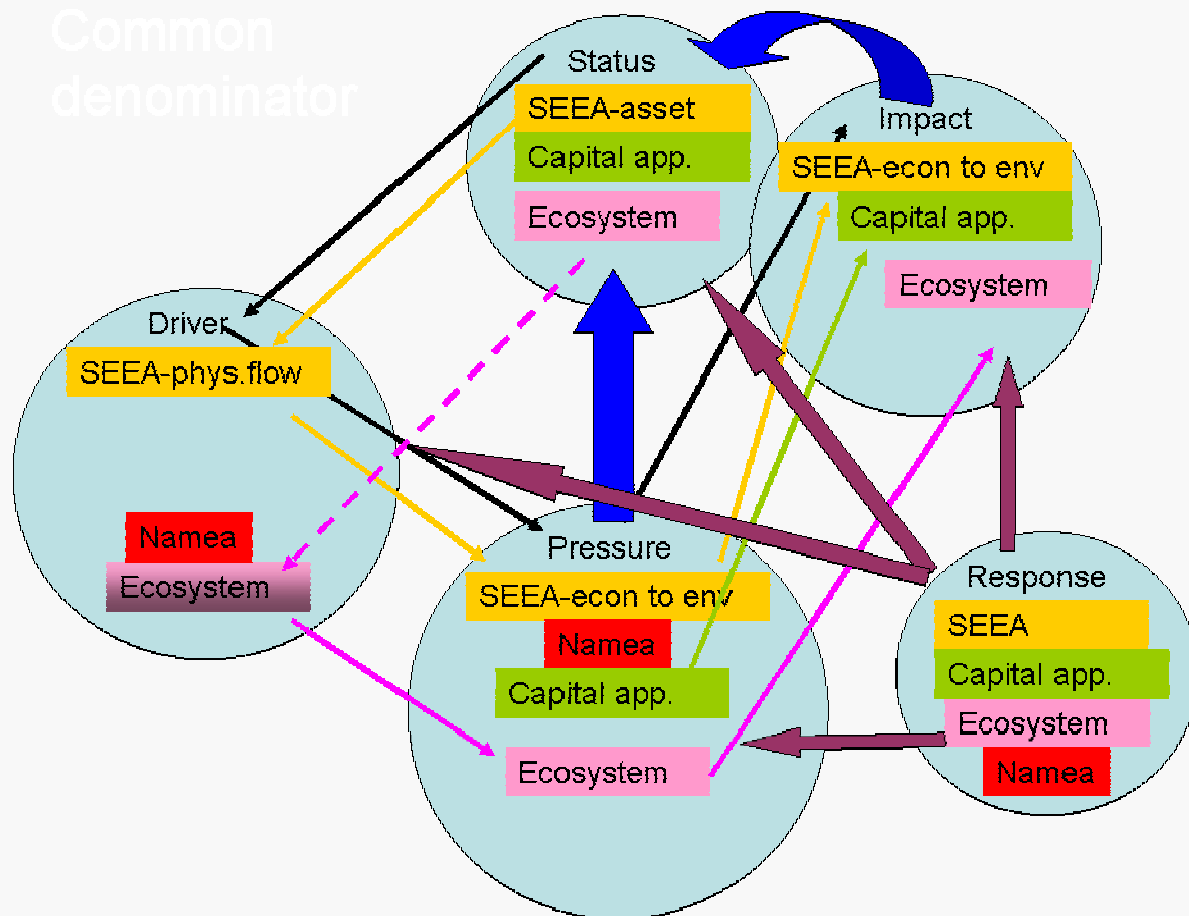 Common
denominator
Status
SEEA-asset
Capital app.
Ecosystem
Impact
SEEA-econ to env
Capital app.
Ecosystem
Driver
SEEA-phys.flow
Namea
Ecosystem
Pressure
SEEA-econ to env
Namea
Capital app.
Ecosystem
Response
SEEA
Capital app.
Ecosystem
Namea